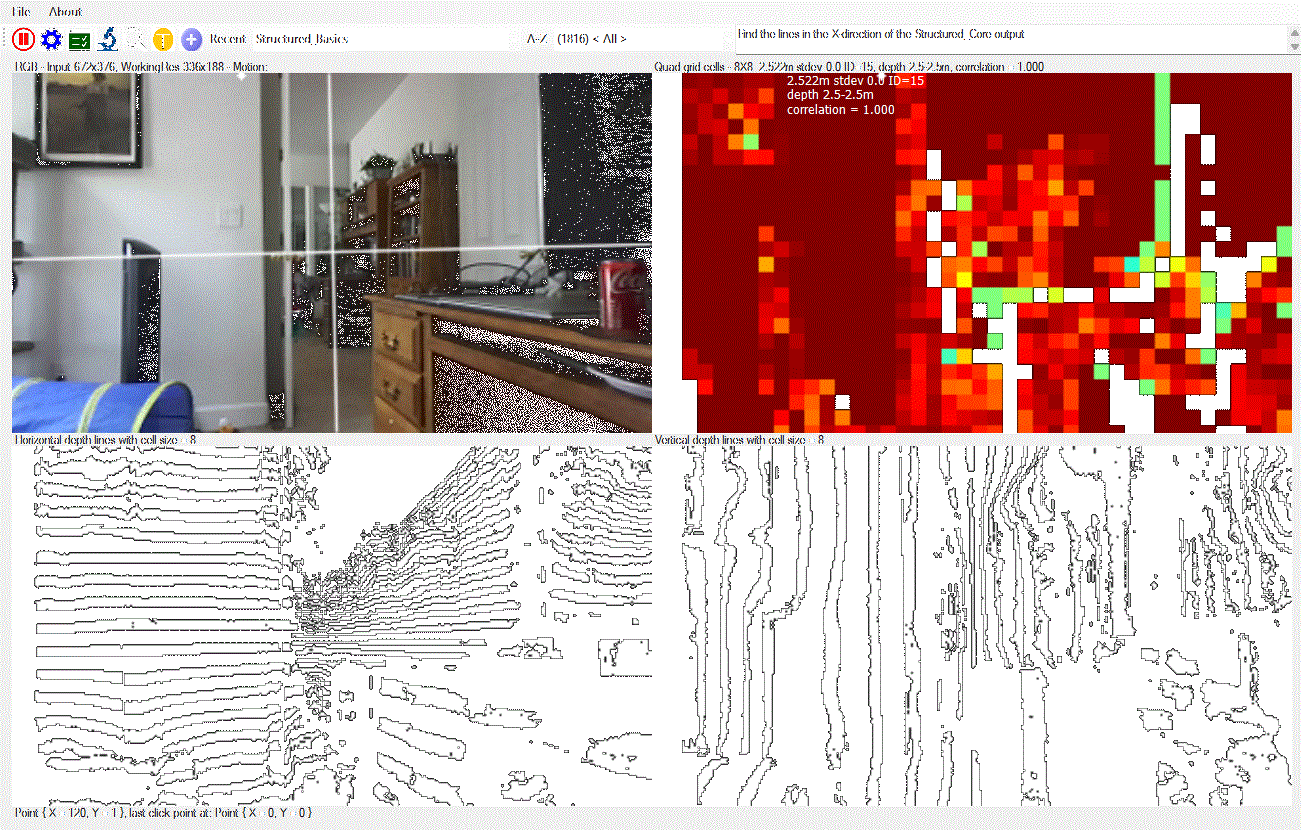 File About
Recent Structured_Basics A-Z (1816) < All > Find the lines in the X-direction of the Structured_Core output
RGB - Input 672x376, WorkingRes 336x188 - Motion: Quad grid cells - 8X8 2.522m stdev 0.0 ID=15, depth 2.5-2.5m, correlation = 1.000
2.522m stdev 0.0 ID=15
depth 2.5-2.5m
correlation = 1.000
Horizontal depth lines with cell size = 8 Vertical depth lines with cell size = 8
Point { X = 120, Y = 1 }, last click point at: Point { X = 0, Y = 0 }